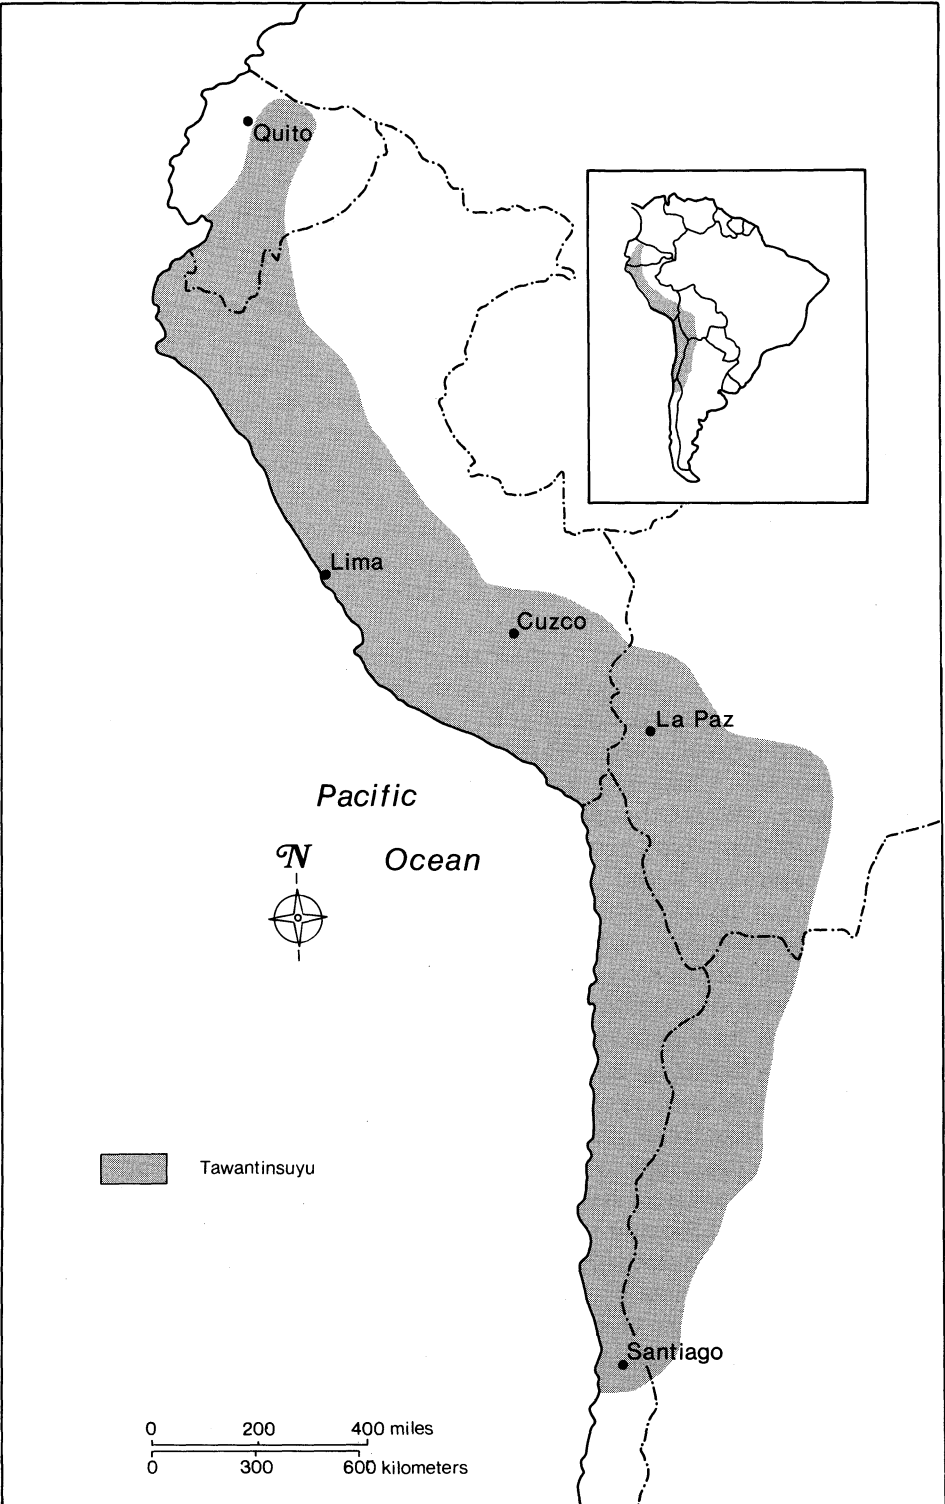 Quito
Lima
Cuzco
La Paz
Pacific
Ocean
N
Tawantinsuyu
Santiago
0 200 400 miles
0 300 600 kilometers